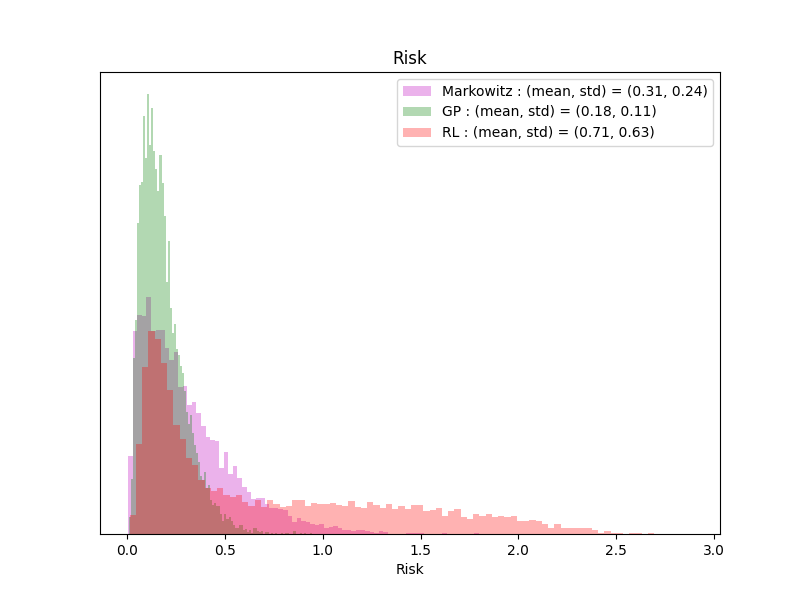 Risk
Markowitz : (mean, std) = (0.31, 0.24)
GP : (mean, std) = (0.18, 0.11)
RL : (mean, std) = (0.71, 0.63)
0.0 0.5 1.0 1.5 2.0 2.5 3.0
Risk